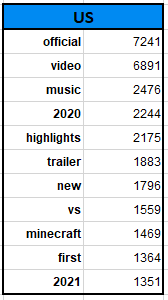 US
official 7241
video 6891
music 2476
2020 2244
highlights 2175
trailer 1883
new 1796
vs 1559
minecraft 1469
first 1364
2021 1351